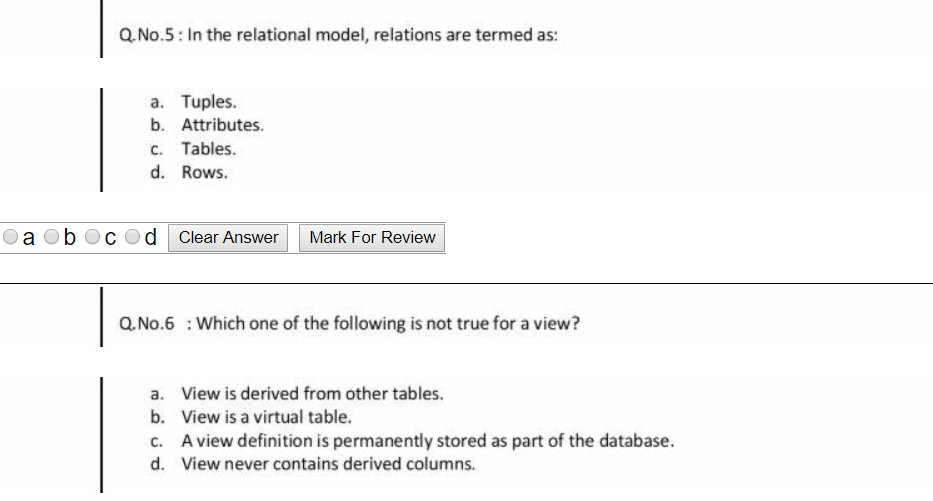 Q.No.5 : In the relational model, relations are termed as:
a. Tuples.
b. Attributes.
c. Tables.
d. Rows.
a b c d Clear Answer Mark For Review
Q.No.6 : Which one of the following is not true for a view?
a. View is derived from other tables.
b. View is a virtual table.
c. A view definition is permanently stored as part of the database.
d. View never contains derived columns.